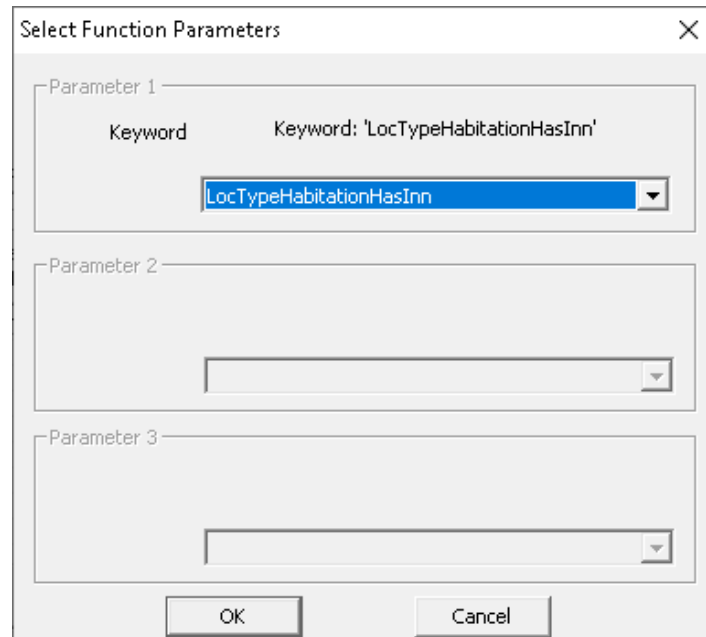 Select Function Parameters
Parameter 1
Keyword
Keyword: 'LocTypeHabitationHasInn'
LocTypeHabitationHasInn
Parameter 2
Parameter 3
OK
Cancel